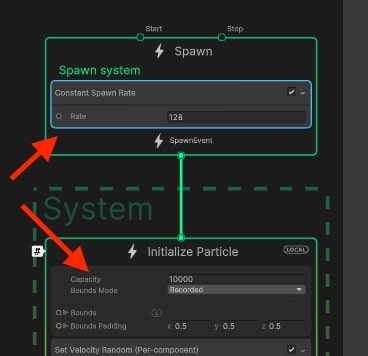 Start Stop
Spawn
Spawn system
Constant Spawn Rate
Rate 128
SpawnEvent
System
# Initialize Particle LOCAL
Capacity 10000
Bounds Mode Recorded
Bounds L
Bounds Padding x 0.5 y 0.5 z 0.5
Set Velocity Random (Per-component)